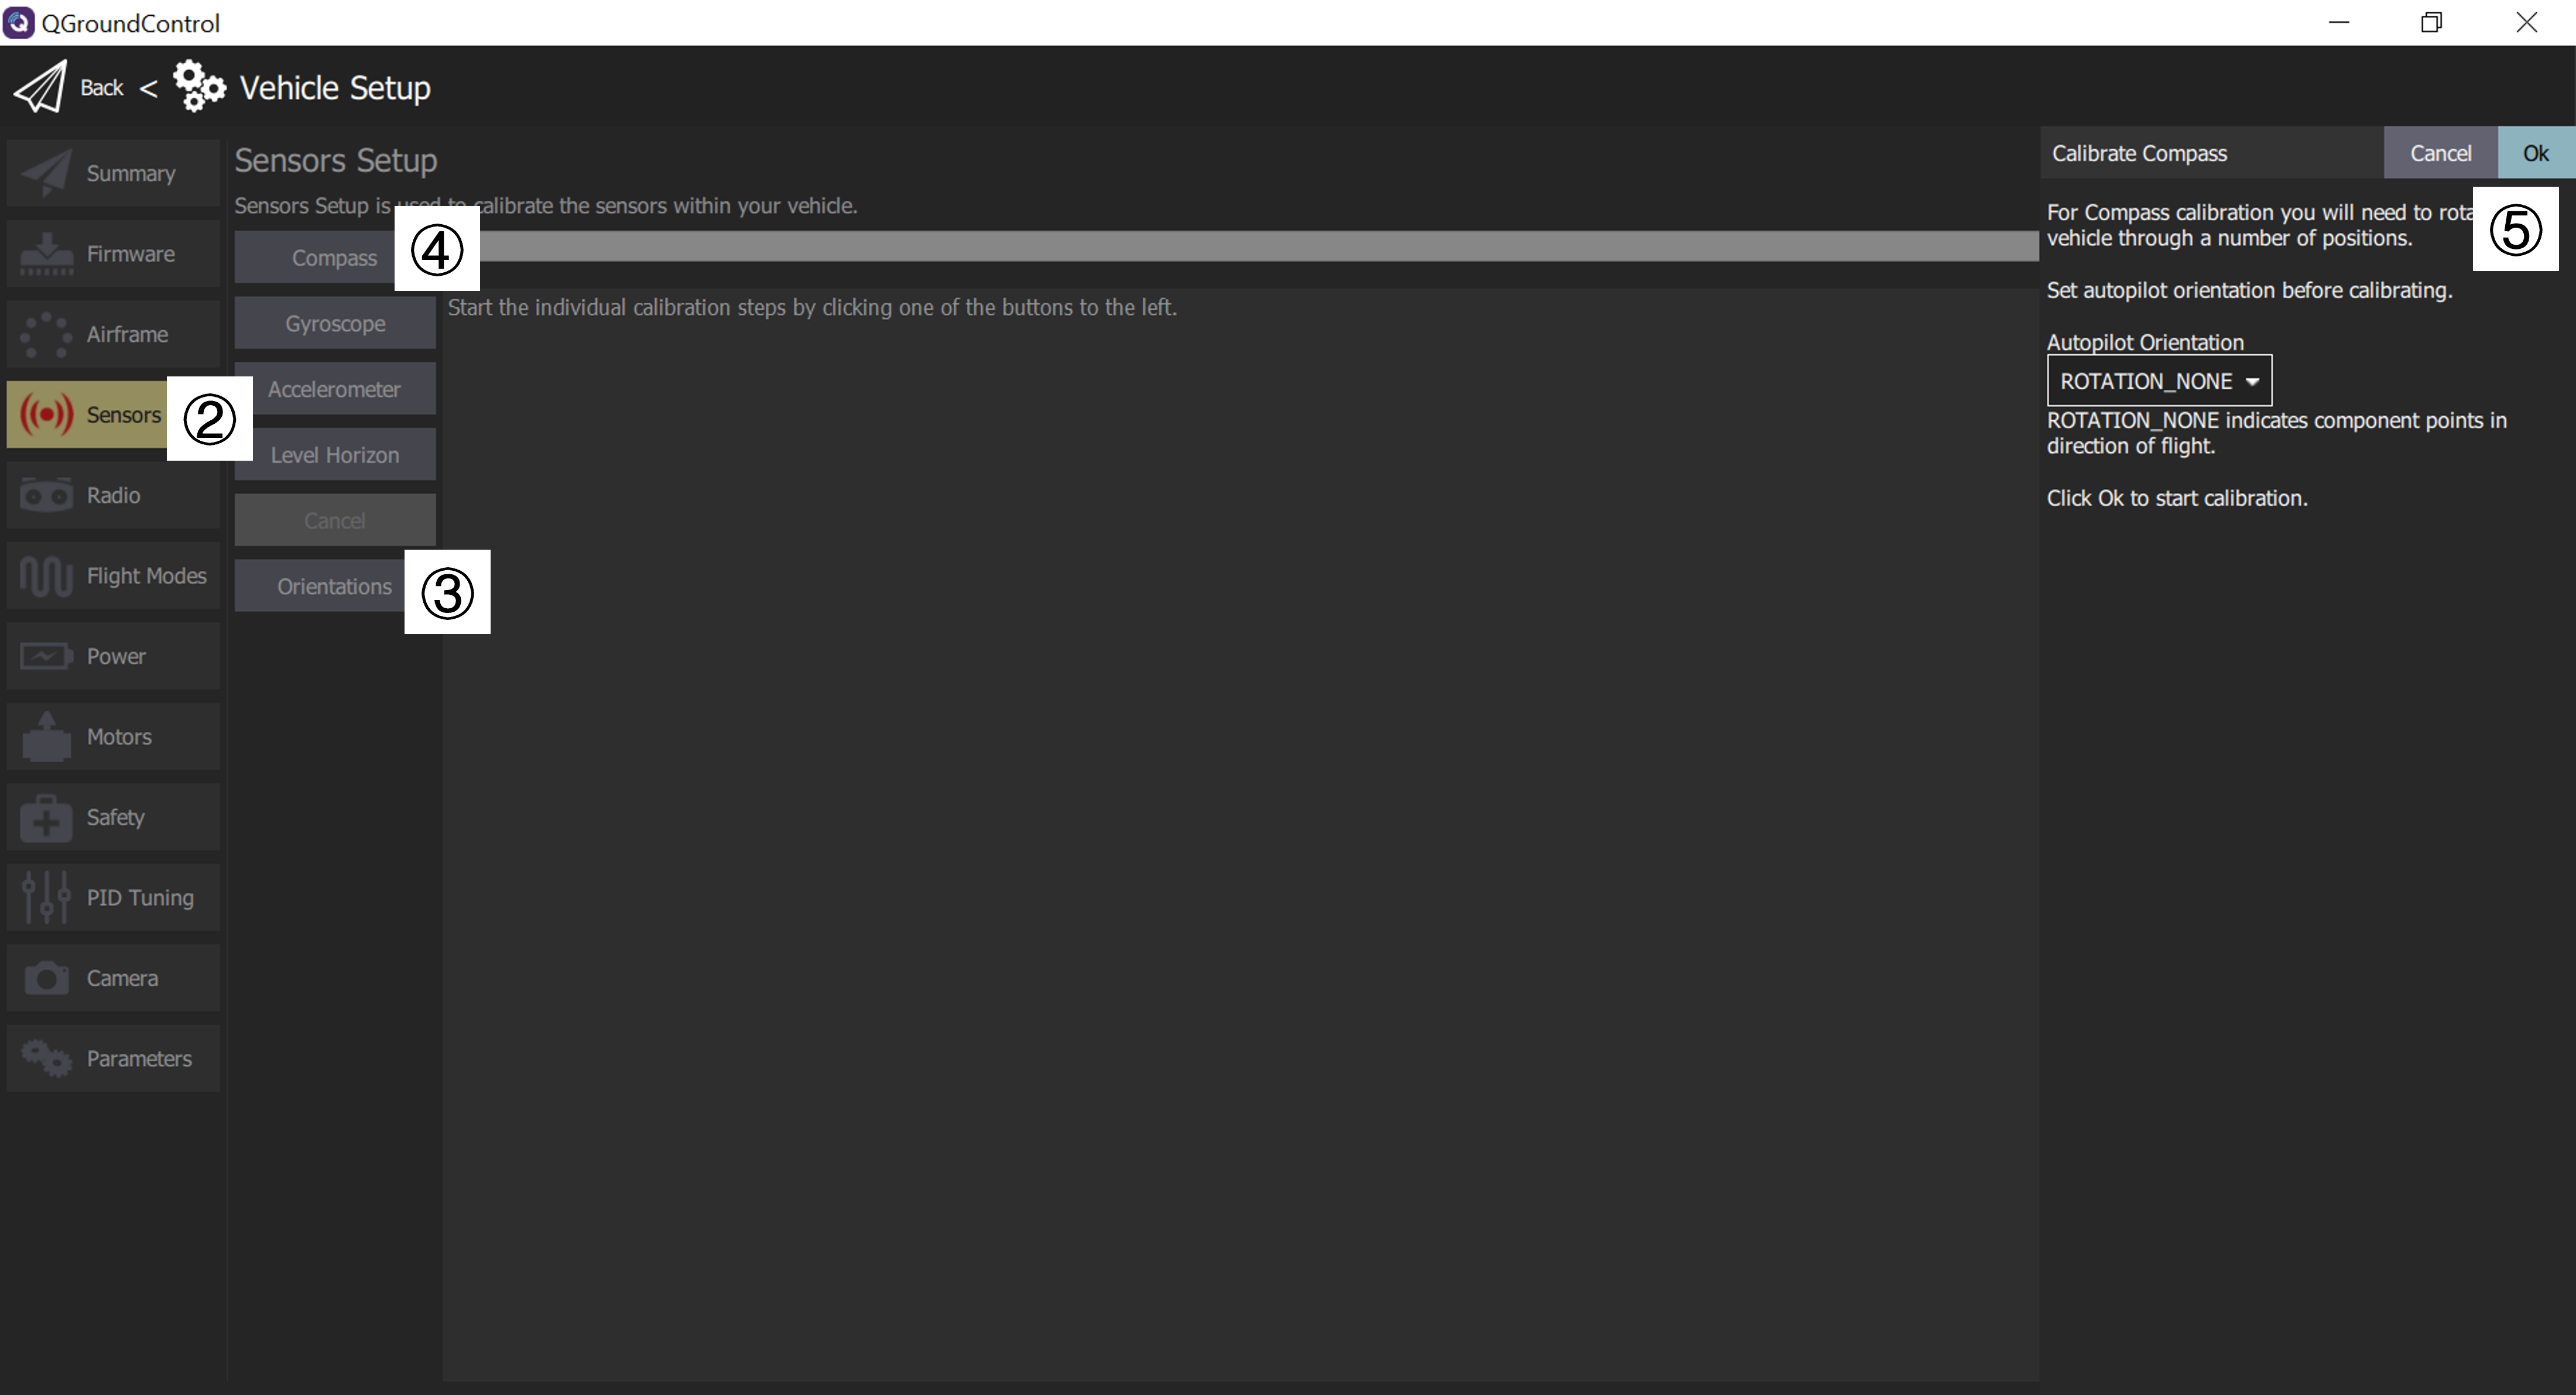 QGroundControl
Back < Vehicle Setup
Summary
Firmware
Airframe
Sensors ②
Radio
Flight Modes
Power
Motors
Safety
PID Tuning
Camera
Parameters
Sensors Setup
Sensors Setup is used to calibrate the sensors within your vehicle.
Compass ④
Gyroscope
Accelerometer
Level Horizon
Cancel
Orientations ③
Start the individual calibration steps by clicking one of the buttons to the left.
Calibrate Compass Cancel Ok
⑤
For Compass calibration you will need to
vehicle through a number of positions.
Set autopilot orientation before calibrating.
Autopilot Orientation
ROTATION_NONE
ROTATION_NONE indicates component points in
direction of flight.
Click Ok to start calibration.